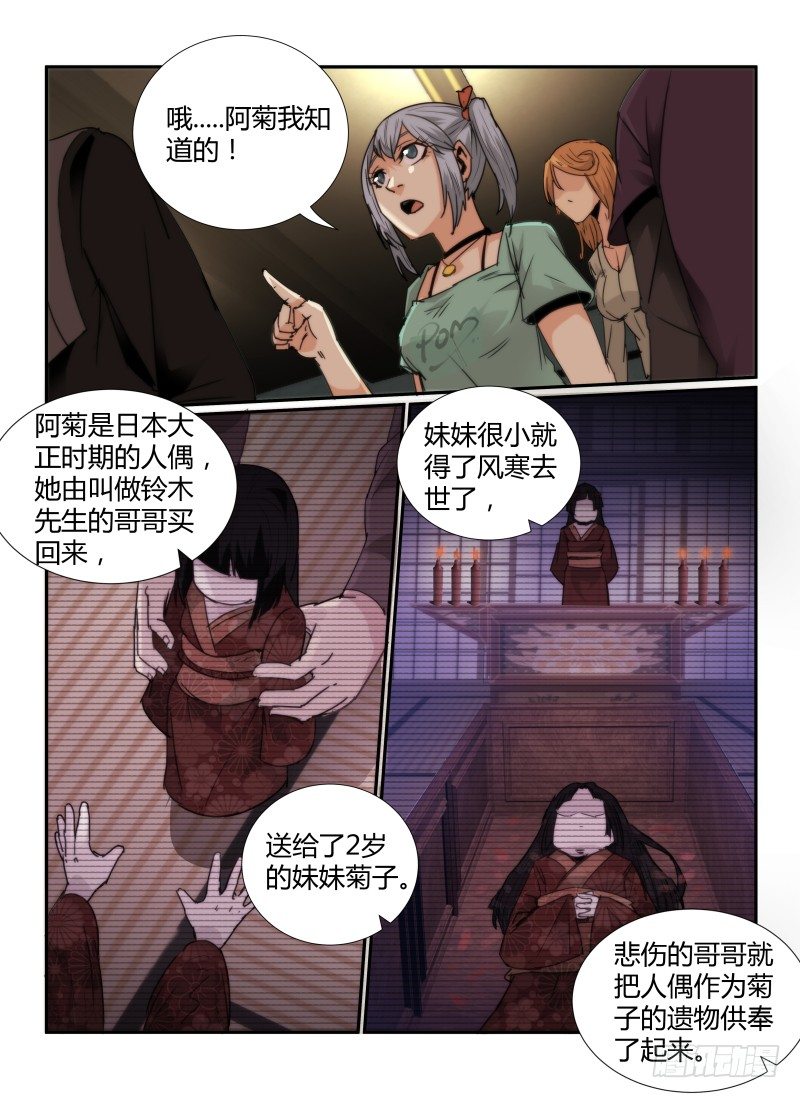 哦.....阿菊我知
道的！
POM
阿菊是日本大
正时期的人偶，
她由叫做铃木
先生的哥哥买
回来，
送给了2岁
的妹妹菊子。
妹妹很小就
得了风寒去
世了，
悲伤的哥哥就
把人偶作为菊
子的遗物供奉
了起来。